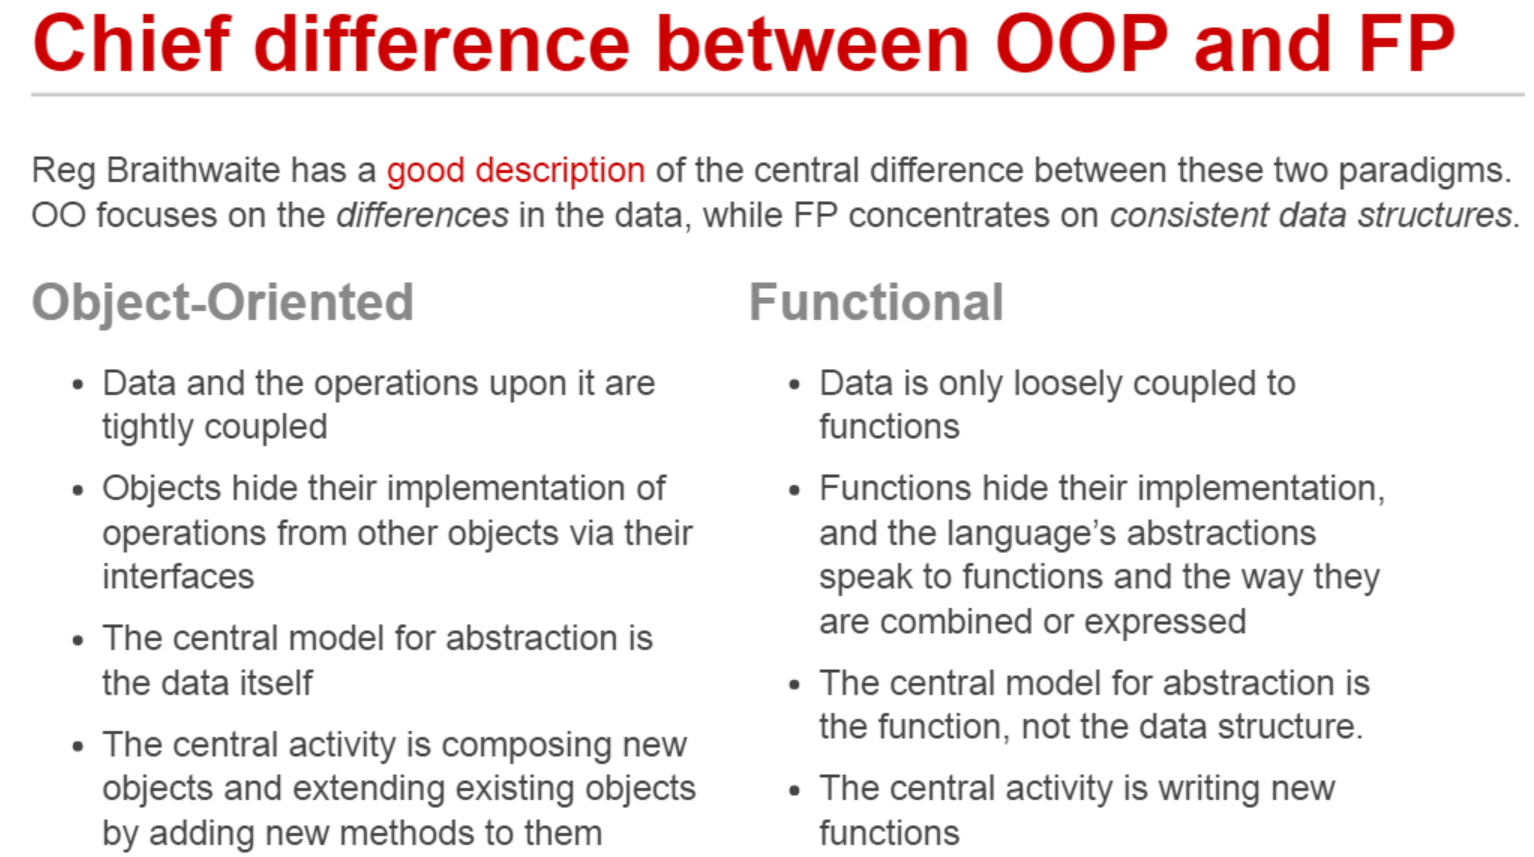 Chief difference between OOP and FP
Reg Braithwaite has a good description of the central difference between these two paradigms.
OO focuses on the differences in the data, while FP concentrates on consistent data structures.
Object-Oriented
• Data and the operations upon it are
tightly coupled
• Objects hide their implementation of
operations from other objects via their
interfaces
• The central model for abstraction is
the data itself
• The central activity is composing new
objects and extending existing objects
by adding new methods to them
Functional
• Data is only loosely coupled to
functions
• Functions hide their implementation,
and the language’s abstractions
speak to functions and the way they
are combined or expressed
• The central model for abstraction is
the function, not the data structure.
• The central activity is writing new
functions